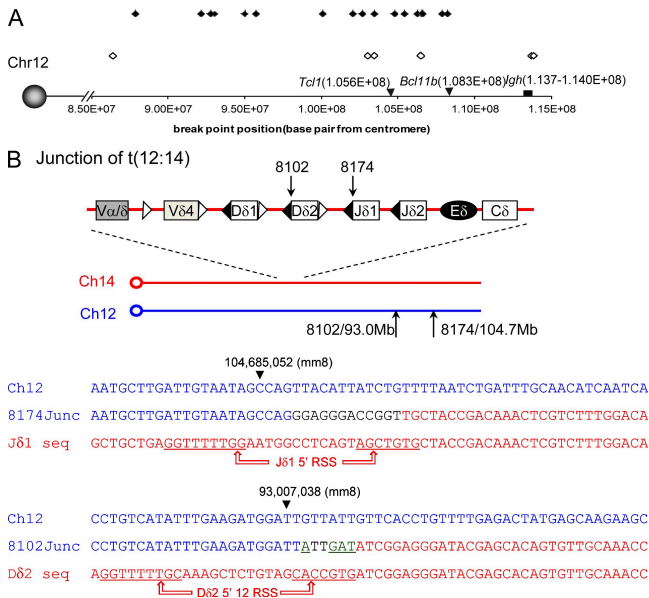 A
Chr12
Tcl1(1.056E+08) Bcl11b(1.083E+08) Igh(1.137-1.140E+08)
8.50E+07 9.00E+07 9.50E+07 1.00E+08 1.05E+08 1.10E+08 1.15E+08
break point position(base pair from centromere)
B Junction of t(12:14)
8102 8174
Vα/δ Vδ4 Dδ1 Dδ2 Jδ1 Jδ2 Eδ Cδ
Ch14
Ch12
8102/93.0Mb 8174/104.7Mb
104,685,052 (mm8)
Ch12 AATGCTTGATTGTAATAGCCAGTTACATTATCTGTTTTAATCTGATTTGCAACATCAATCA
8174Junc AATGCTTGATTGTAATAGCCAGGGAGGGACCGGTTGCTACCGACAAACTCGTCTTTGGACA
Jδ1 seq GCTGCTGAGGTTTTTGGAATGGCCTCAGTAGCTGTGCTACCGACAAACTCGTCTTTGGACA
Jδ1 5' RSS
93,007,038 (mm8)
Ch12 CCTGTCATATTTGAAGATGGATTGTTATTGTTCACCTGTTTTGAGACTATGAGCAAGAAGC
8102Junc CCTGTCATATTTGAAGATGGATTATTGATATCGGAGGGATACGAGCACAGTGTTGCAAACC
Dδ2 seq AGGTTTTTGCAAAGCTCTGTAGCACCGTGATCGGAGGGATACGAGCACAGTGTTGCAAACC
Dδ2 5' 12 RSS